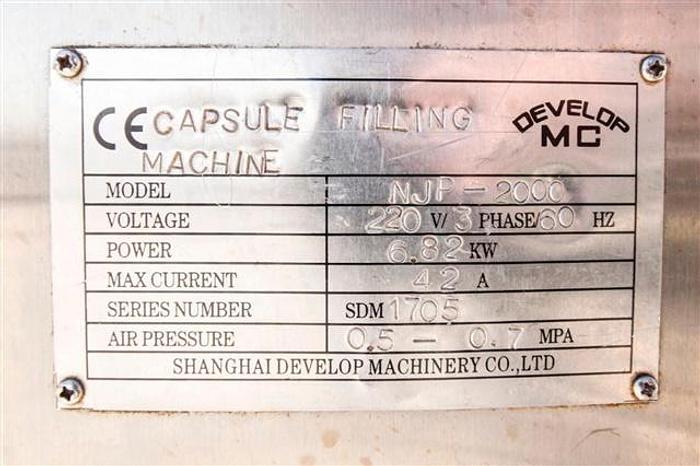 CE CAPSULE FILLING
MACHINE
DEVELOP
MC
MODEL NJP-2000
VOLTAGE 220 V/3 PHASE/60 HZ
POWER 6.82 KW
MAX CURRENT 42 A
SERIES NUMBER SDM1705
AIR PRESSURE 0.5 - 0.7 MPA
SHANGHAI DEVELOP MACHINERY CO.,LTD